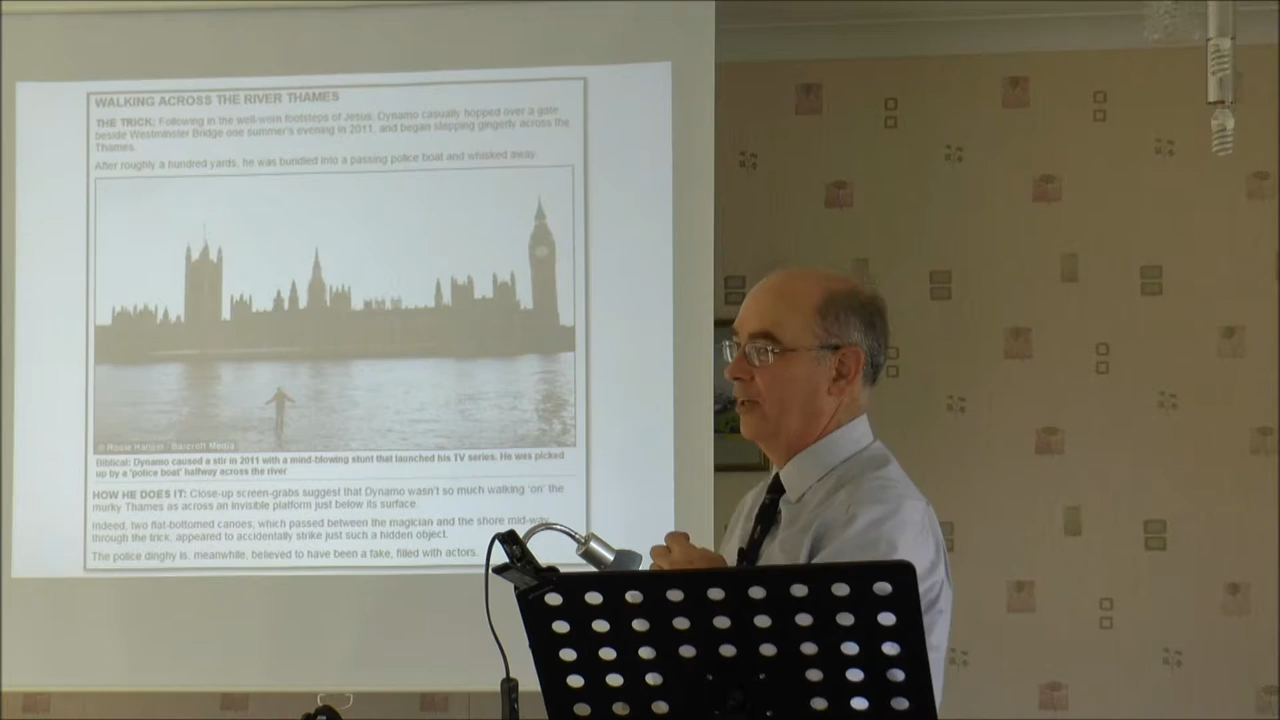 WALKING ACROSS THE RIVER THAMES
THE TRICK: Following in the well-worn footsteps of Jesus, Dynamo casually hopped over a gate
beside Westminster Bridge one summer's evening in 2011, and began stepping gingerly across the
Thames.
After roughly a hundred yards, he was bundled into a passing police boat and whisked away.
© Rosie Hallam / Barcroft Media
Biblical: Dynamo caused a stir in 2011 with a mind-blowing stunt that launched his TV series. He was picked
up by a 'police boat' halfway across the river
HOW HE DOES IT: Close-up screen-grabs suggest that Dynamo wasn't so much walking 'on' the
murky Thames as across an invisible platform just below its surface.
Indeed, two flat-bottomed canoes, which passed between the magician and the shore mid-way
through the trick, appeared to accidentally strike just such a hidden object.
The police dinghy is, meanwhile, believed to have been a fake, filled with actors.